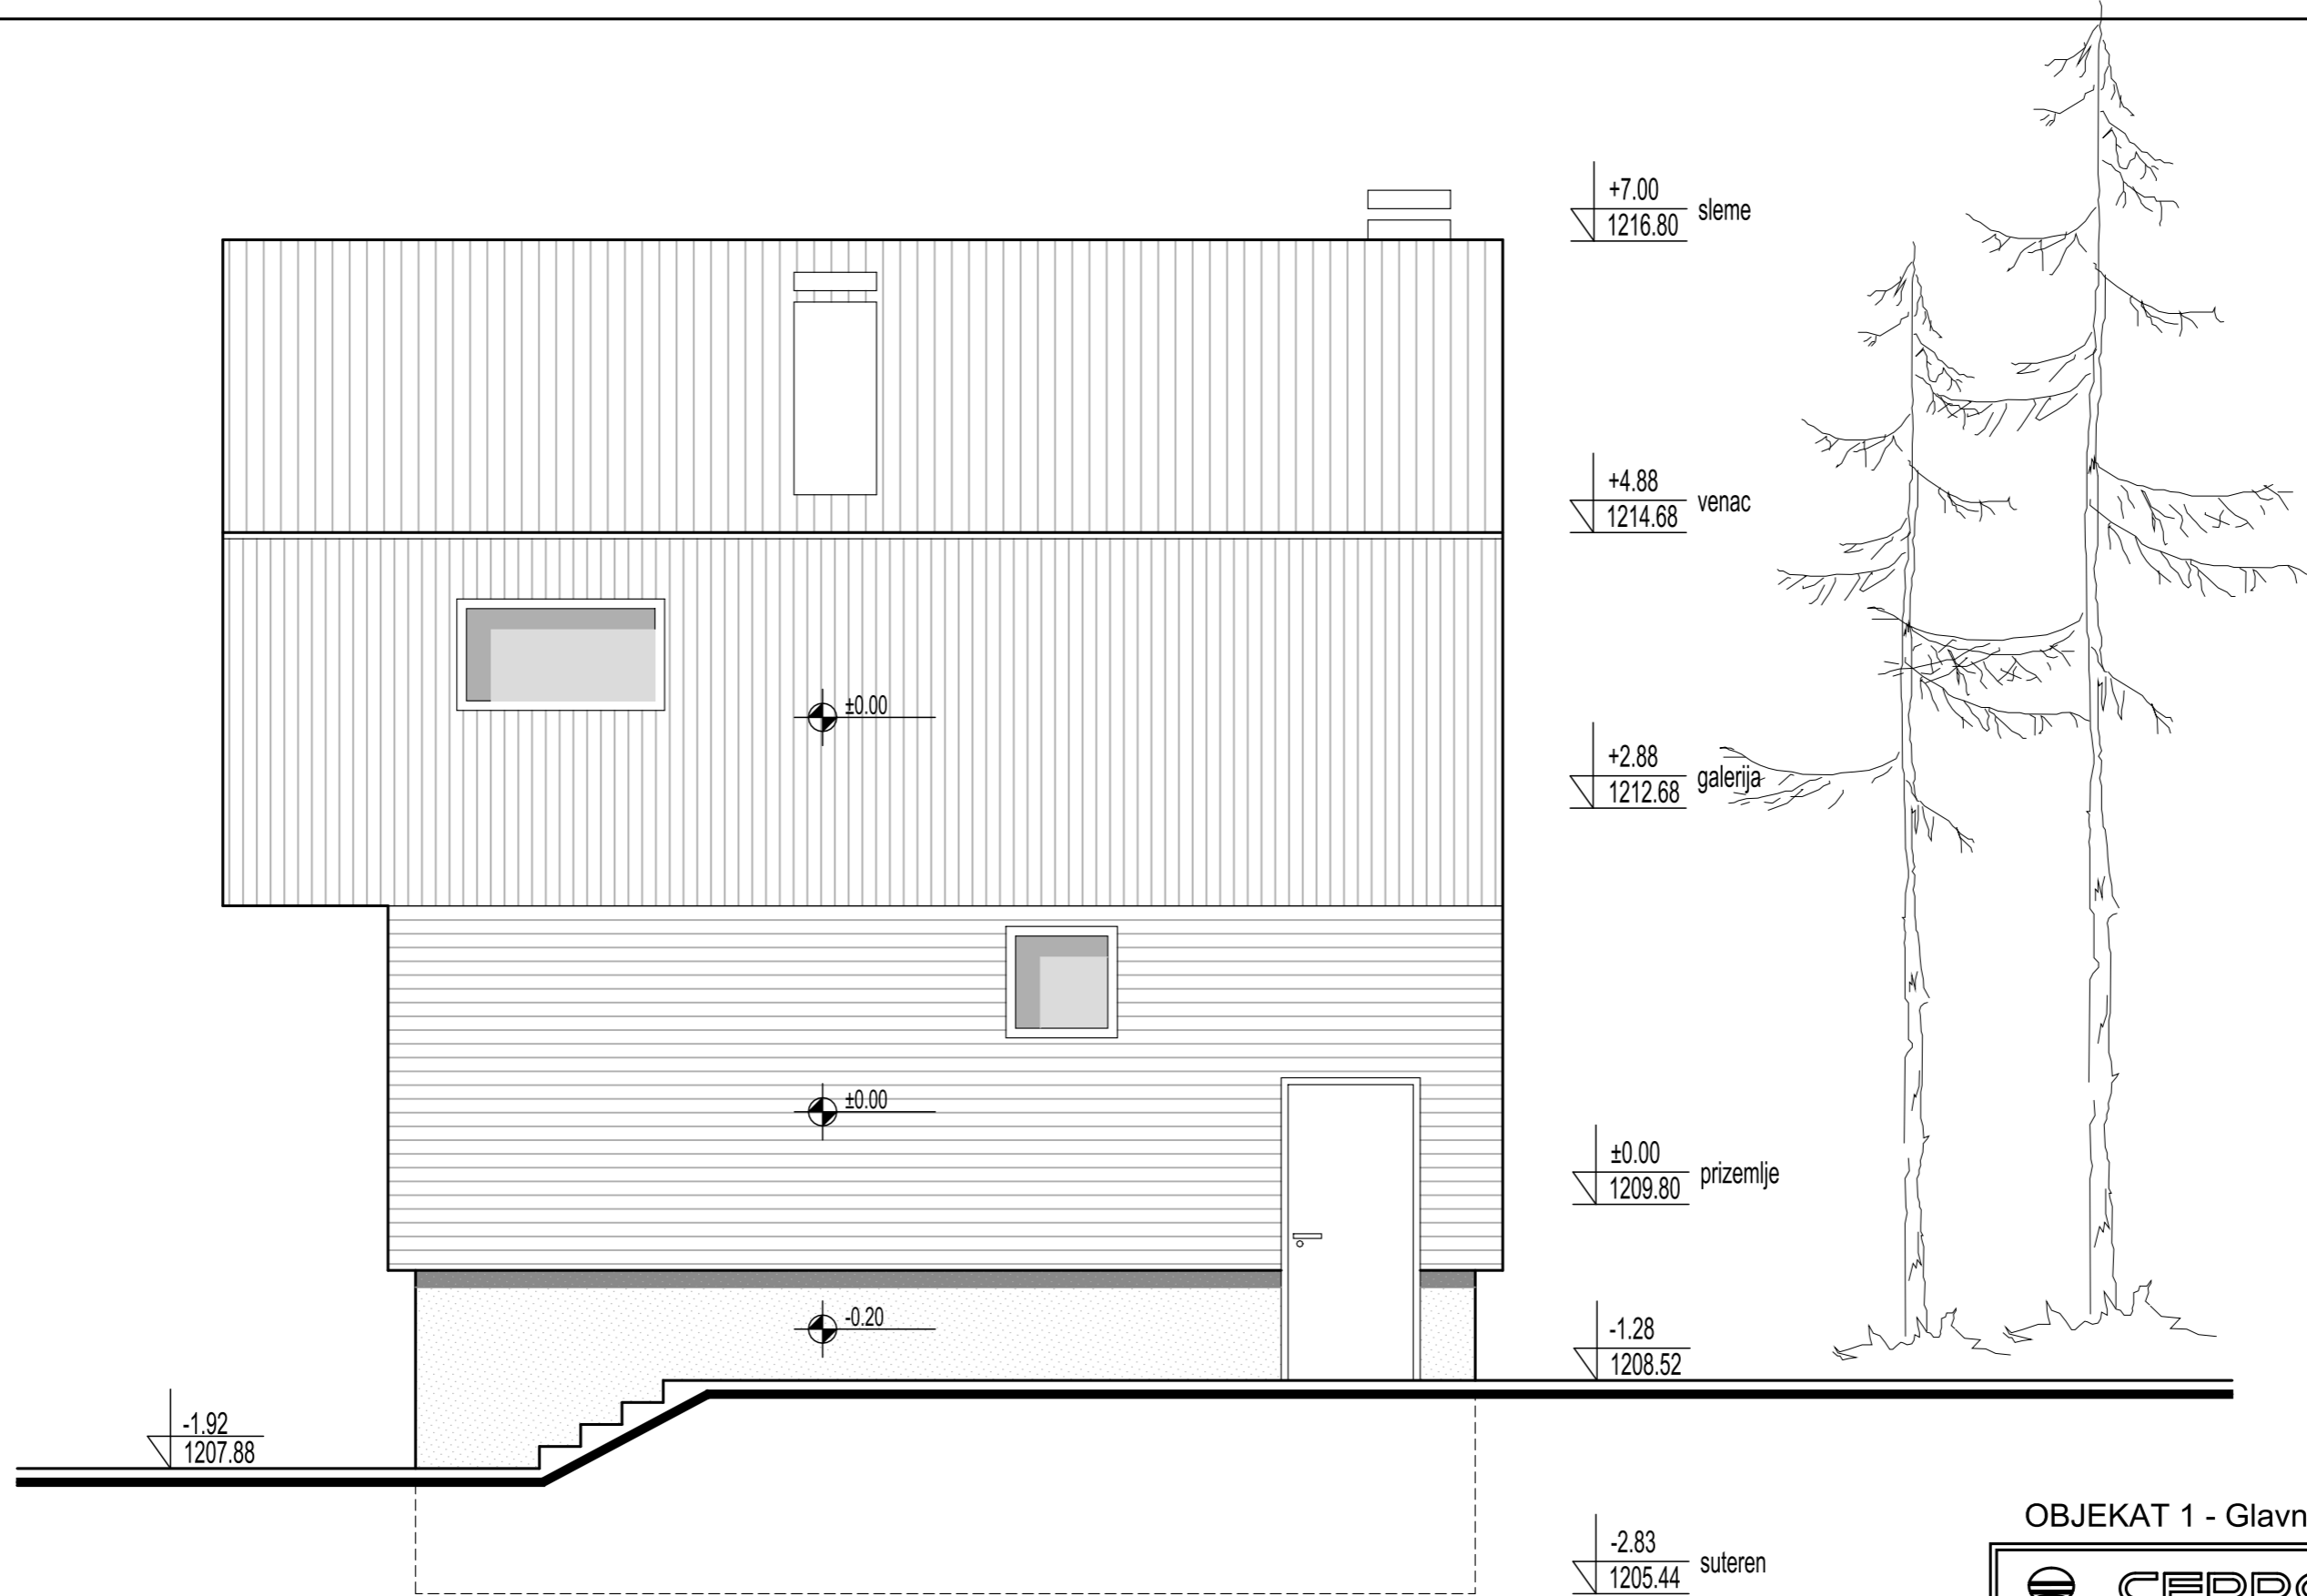 +7.00
1216.80 sleme
+4.88
1214.68 venac
±0.00
+2.88
1212.68 galerija
±0.00
±0.00
1209.80 prizemlje
-0.20
-1.28
1208.52
-1.92
1207.88
OBJEKAT 1 - Glavn
-2.83
1205.44 suteren